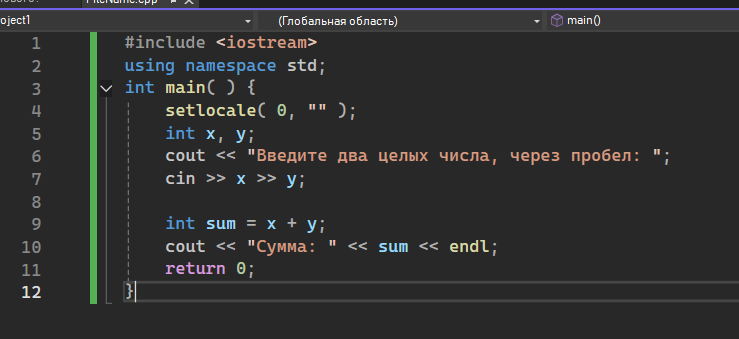 FileName.cpp
oject1 (Глобальная область) main()
1 #include <iostream>
2 using namespace std;
3 int main( ) {
4 setlocale( 0, "" );
5 int x, y;
6 cout << "Введите два целых числа, через пробел: ";
7 cin >> x >> y;
8
9 int sum = x + y;
10 cout << "Сумма: " << sum << endl;
11 return 0;
12 }